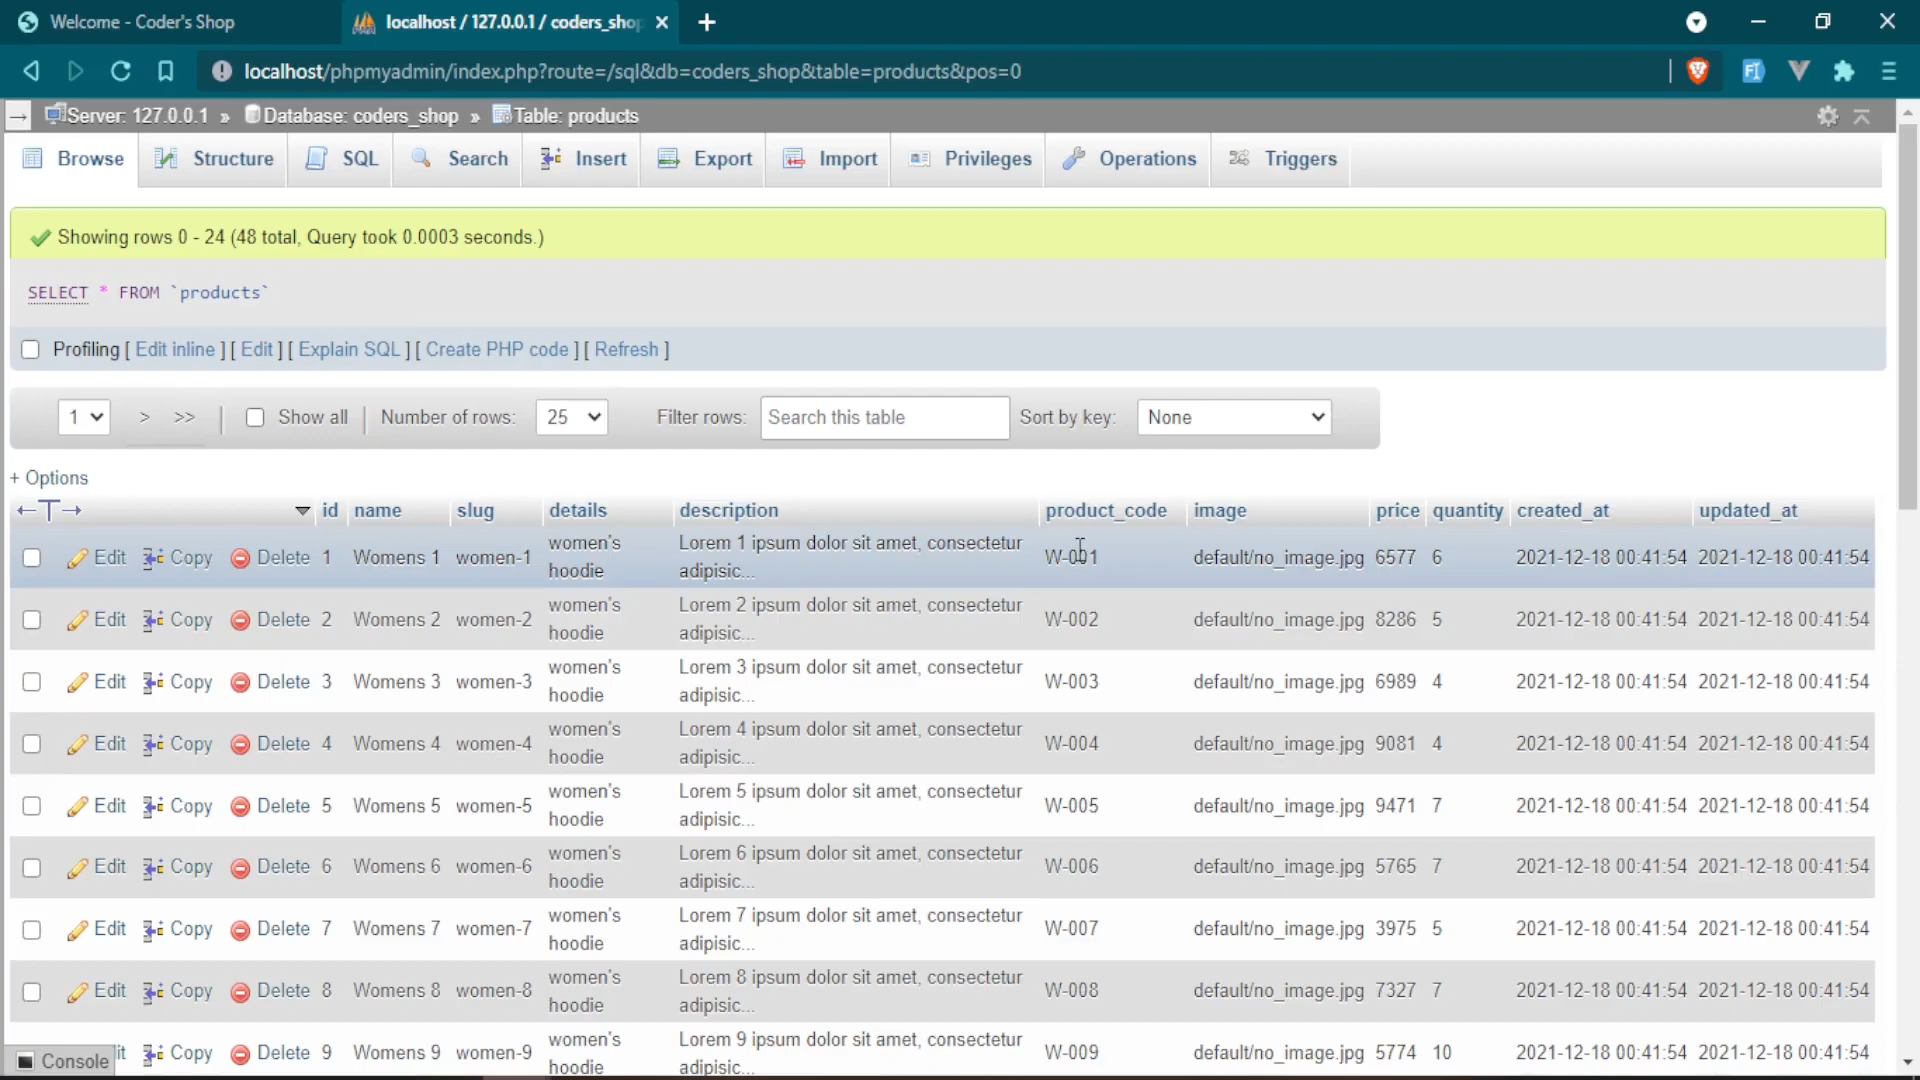 Welcome - Coder's Shop
localhost / 127.0.0.1 / coders_shop
localhost/phpmyadmin/index.php?route=/sql&db=coders_shop&table=products&pos=0
Server: 127.0.0.1 » Database: coders_shop » Table: products
Browse Structure SQL Search Insert Export Import Privileges Operations Triggers
Showing rows 0 - 24 (48 total, Query took 0.0003 seconds.)
SELECT * FROM `products`
Profiling [ Edit inline ] [ Edit ] [ Explain SQL ] [ Create PHP code ] [ Refresh ]
1 > >> Show all Number of rows: 25 Filter rows: Search this table Sort by key: None
+ Options
←T→ id name slug details description product_code image price quantity created_at updated_at
Edit Copy Delete 1 Womens 1 women-1 women's hoodie Lorem 1 ipsum dolor sit amet, consectetur adipisic... W-001 default/no_image.jpg 6577 6 2021-12-18 00:41:54 2021-12-18 00:41:54
Edit Copy Delete 2 Womens 2 women-2 women's hoodie Lorem 2 ipsum dolor sit amet, consectetur adipisic... W-002 default/no_image.jpg 8286 5 2021-12-18 00:41:54 2021-12-18 00:41:54
Edit Copy Delete 3 Womens 3 women-3 women's hoodie Lorem 3 ipsum dolor sit amet, consectetur adipisic... W-003 default/no_image.jpg 6989 4 2021-12-18 00:41:54 2021-12-18 00:41:54
Edit Copy Delete 4 Womens 4 women-4 women's hoodie Lorem 4 ipsum dolor sit amet, consectetur adipisic... W-004 default/no_image.jpg 9081 4 2021-12-18 00:41:54 2021-12-18 00:41:54
Edit Copy Delete 5 Womens 5 women-5 women's hoodie Lorem 5 ipsum dolor sit amet, consectetur adipisic... W-005 default/no_image.jpg 9471 7 2021-12-18 00:41:54 2021-12-18 00:41:54
Edit Copy Delete 6 Womens 6 women-6 women's hoodie Lorem 6 ipsum dolor sit amet, consectetur adipisic... W-006 default/no_image.jpg 5765 7 2021-12-18 00:41:54 2021-12-18 00:41:54
Edit Copy Delete 7 Womens 7 women-7 women's hoodie Lorem 7 ipsum dolor sit amet, consectetur adipisic... W-007 default/no_image.jpg 3975 5 2021-12-18 00:41:54 2021-12-18 00:41:54
Edit Copy Delete 8 Womens 8 women-8 women's hoodie Lorem 8 ipsum dolor sit amet, consectetur adipisic... W-008 default/no_image.jpg 7327 7 2021-12-18 00:41:54 2021-12-18 00:41:54
it Copy Delete 9 Womens 9 women-9 women's hoodie Lorem 9 ipsum dolor sit amet, consectetur adipisic... W-009 default/no_image.jpg 5774 10 2021-12-18 00:41:54 2021-12-18 00:41:54
Console